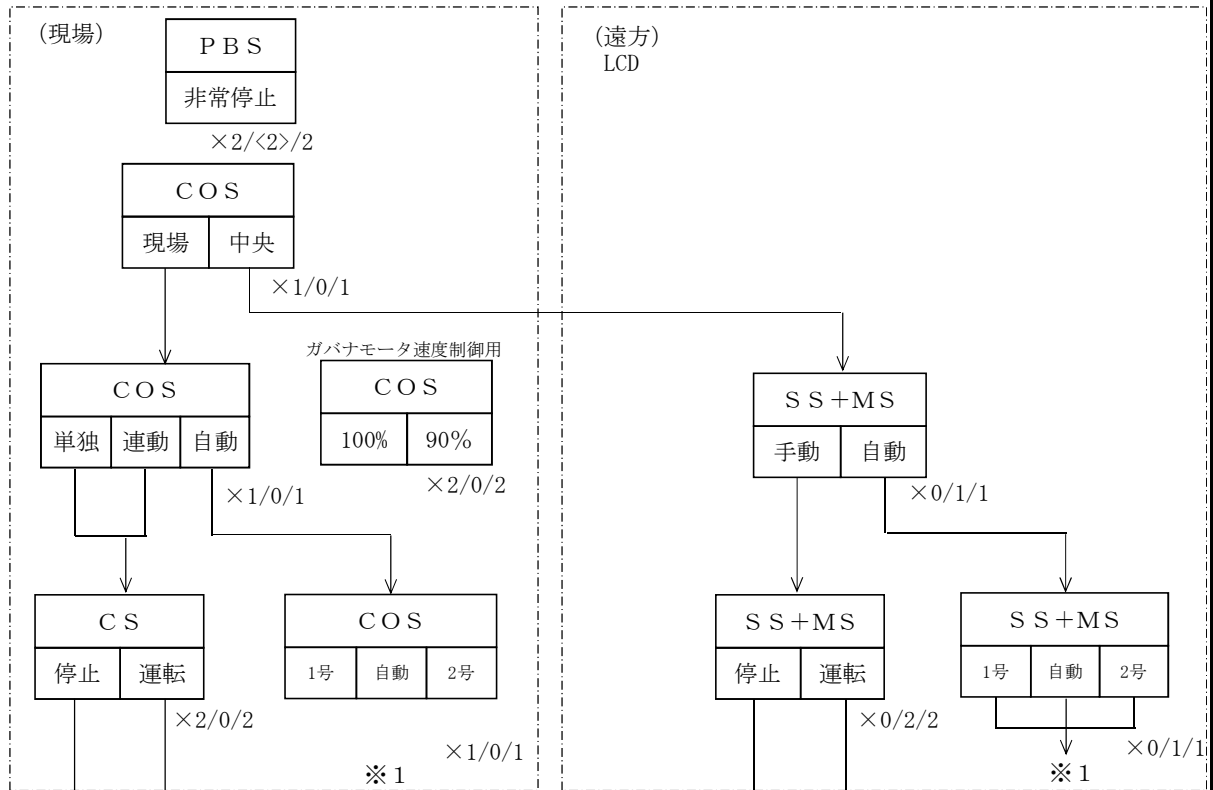 (現場)
ＰＢＳ
非常停止
×2/<2>/2
ＣＯＳ
現場 中央
×1/0/1
ＣＯＳ
単独 連動 自動
×1/0/1
ガバナモータ速度制御用
ＣＯＳ
100% 90%
×2/0/2
ＣＳ
停止 運転
×2/0/2
ＣＯＳ
1号 自動 2号
×1/0/1
※１
(遠方)
LCD
ＳＳ＋ＭＳ
手動 自動
×0/1/1
ＳＳ＋ＭＳ
停止 運転
×0/2/2
ＳＳ＋ＭＳ
1号 自動 2号
×0/1/1
※１